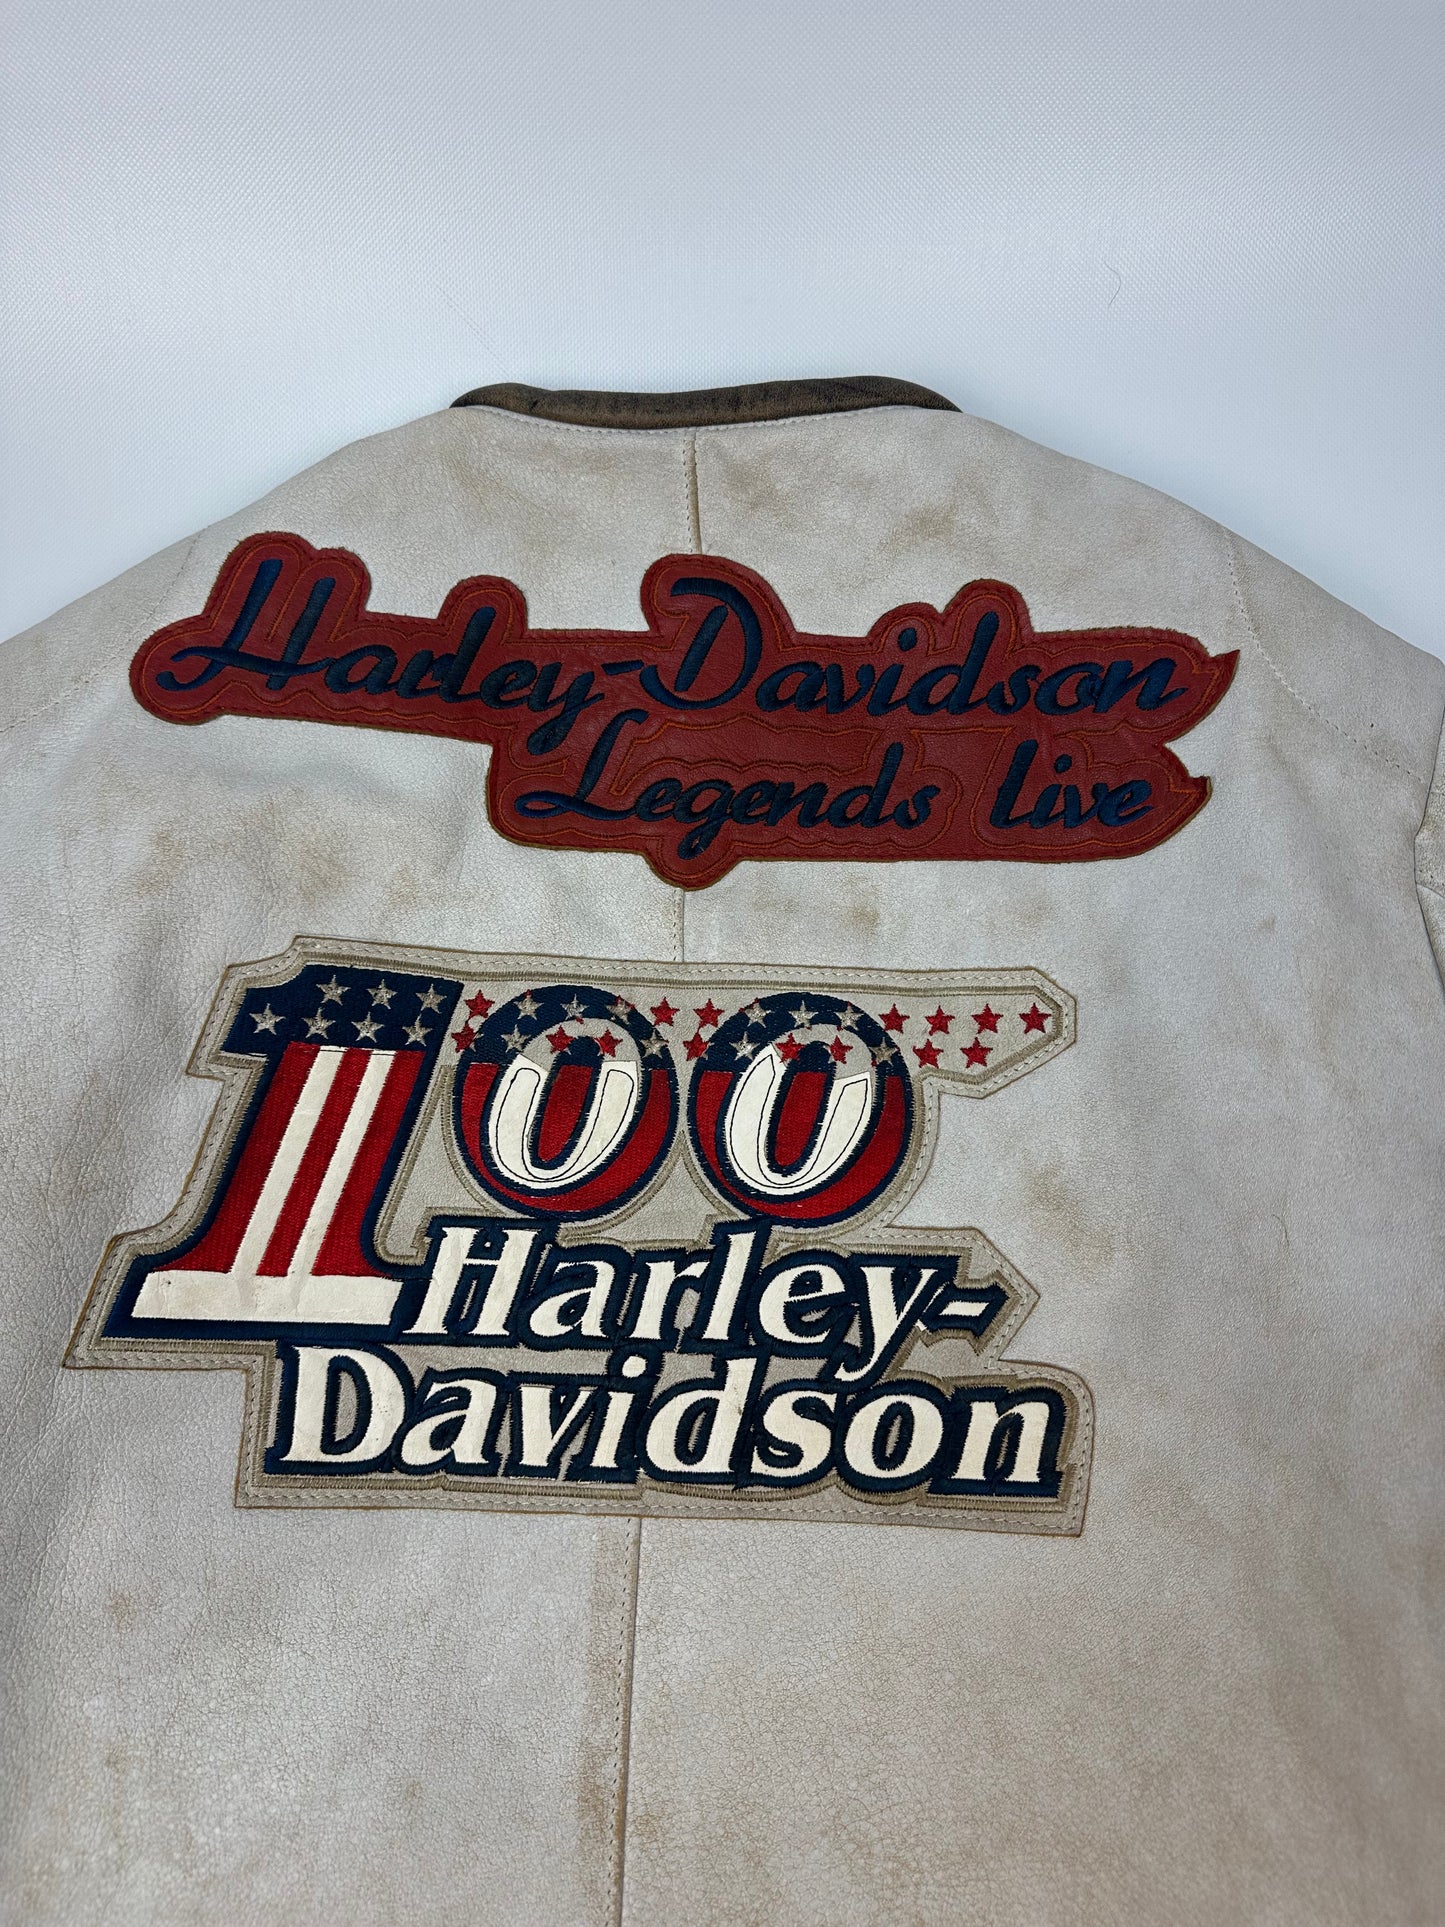 Harley-Davidson
Legends live
100
Harley-
Davidson